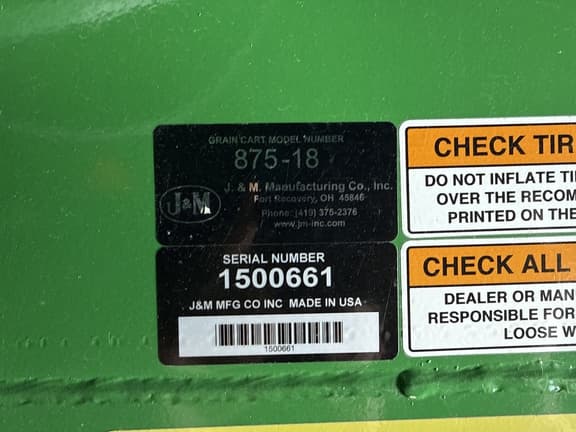 GRAIN CART MODEL NUMBER
875-18
J&M
J. & M. Manufacturing Co., Inc.
Fort Recovery, OH 45846
Phone: (419) 375-2376
www.jm-inc.com
SERIAL NUMBER
1500661
J&M MFG CO INC MADE IN USA
1500661
CHECK TIR
DO NOT INFLATE TI
OVER THE RECOM
PRINTED ON THE
CHECK ALL
DEALER OR MAN
RESPONSIBLE FOR
LOOSE W